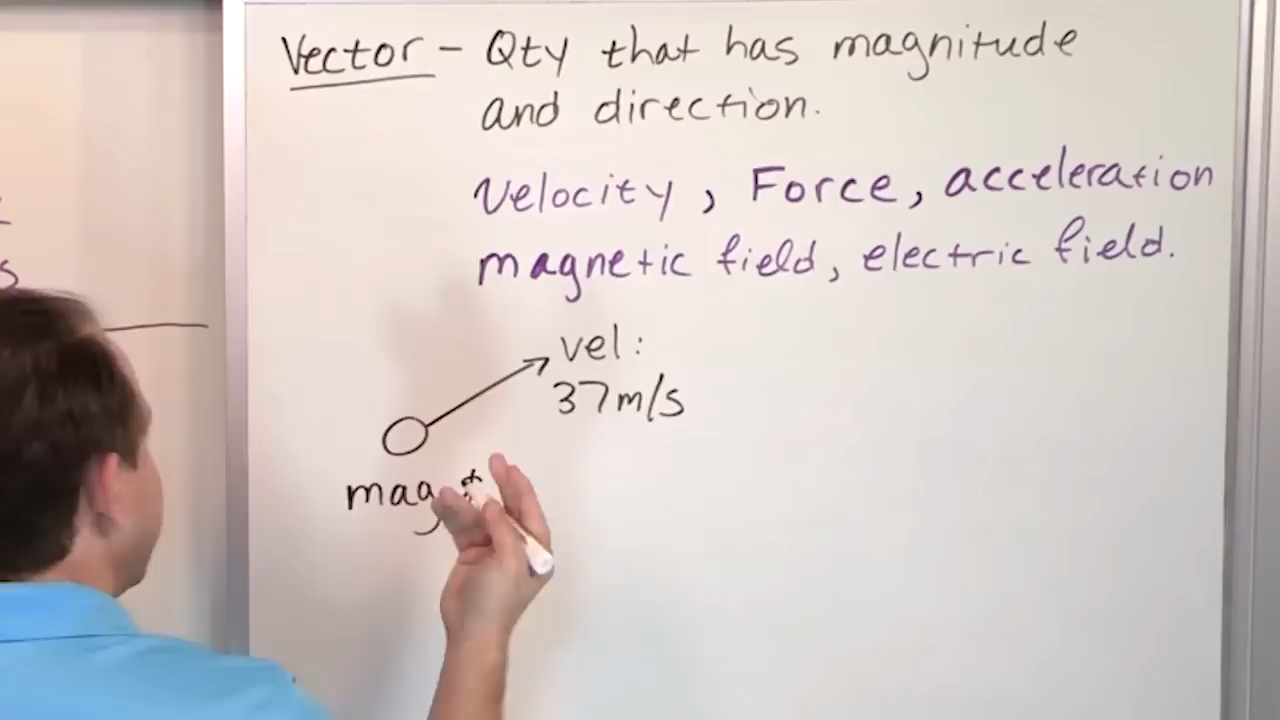 Vector - Qty that has magnitude
and direction.
Velocity, Force, acceleration
magnetic field, electric field.
vel:
37m/s